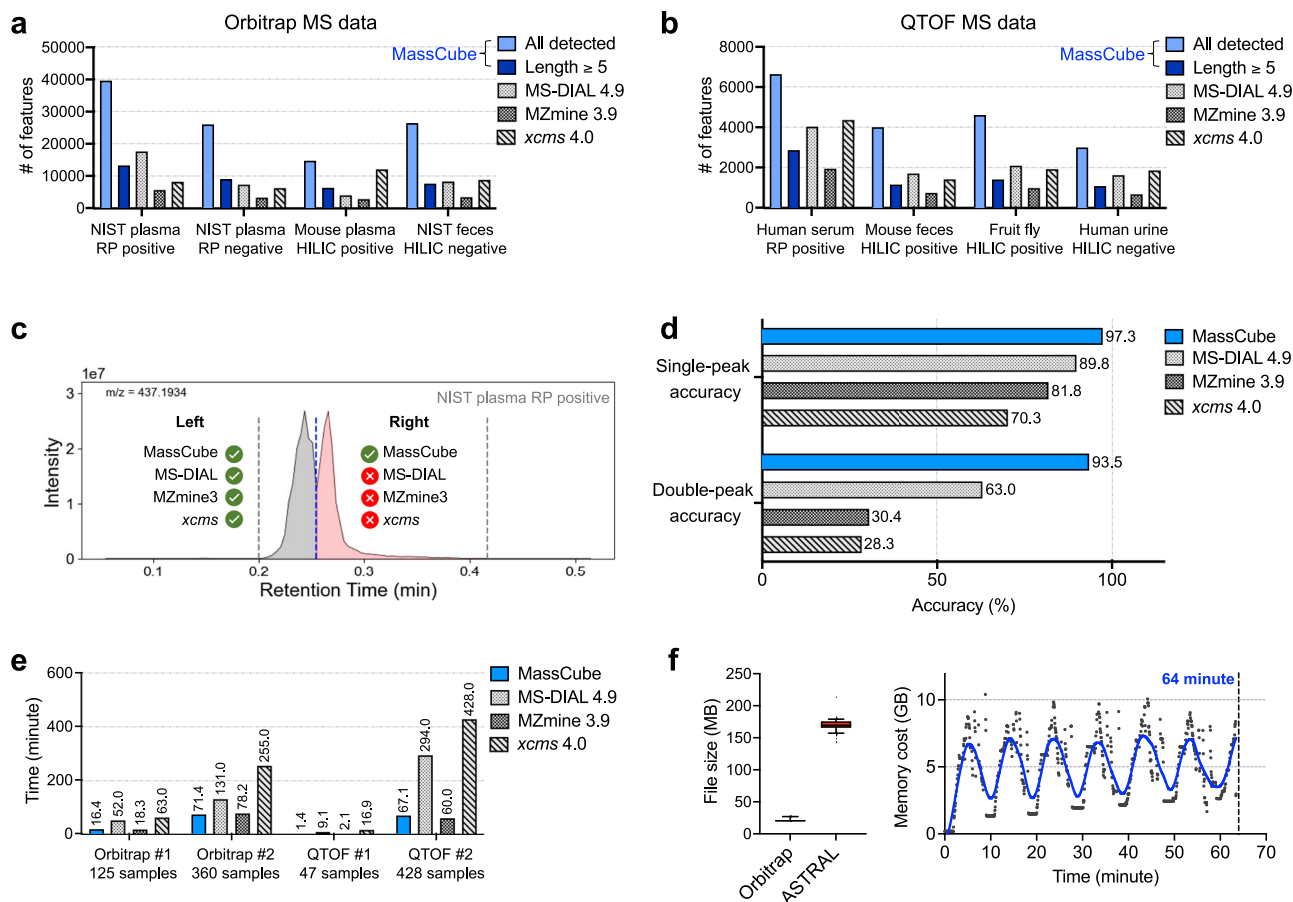 a
Orbitrap MS data
MassCube
All detected
Length ≥ 5
MS-DIAL 4.9
MZmine 3.9
xcms 4.0
# of features
50000
40000
30000
20000
10000
0
NIST plasma
RP positive
NIST plasma
RP negative
Mouse plasma
HILIC positive
NIST feces
HILIC negative
b
QTOF MS data
MassCube
All detected
Length ≥ 5
MS-DIAL 4.9
MZmine 3.9
xcms 4.0
# of features
8000
6000
4000
2000
0
Human serum
RP positive
Mouse feces
HILIC positive
Fruit fly
HILIC positive
Human urine
HILIC negative
c
1e7
m/z = 437.1934
NIST plasma RP positive
Left
Right
MassCube
MS-DIAL
MZmine3
xcms
MassCube
MS-DIAL
MZmine3
xcms
Intensity
3
2
1
0
0.1
0.2
0.3
0.4
0.5
Retention Time (min)
d
MassCube
MS-DIAL 4.9
MZmine 3.9
xcms 4.0
Single-peak
accuracy
97.3
89.8
81.8
70.3
Double-peak
accuracy
93.5
63.0
30.4
28.3
0
50
100
Accuracy (%)
e
MassCube
MS-DIAL 4.9
MZmine 3.9
xcms 4.0
Time (minute)
600
400
200
0
16.4
52.0
18.3
63.0
71.4
131.0
78.2
255.0
1.4
9.1
2.1
16.9
67.1
294.0
60.0
428.0
Orbitrap #1
125 samples
Orbitrap #2
360 samples
QTOF #1
47 samples
QTOF #2
428 samples
f
File size (MB)
250
200
150
100
50
0
Orbitrap
ASTRAL
64 minute
Memory cost (GB)
10
5
0
0
10
20
30
40
50
60
70
Time (minute)